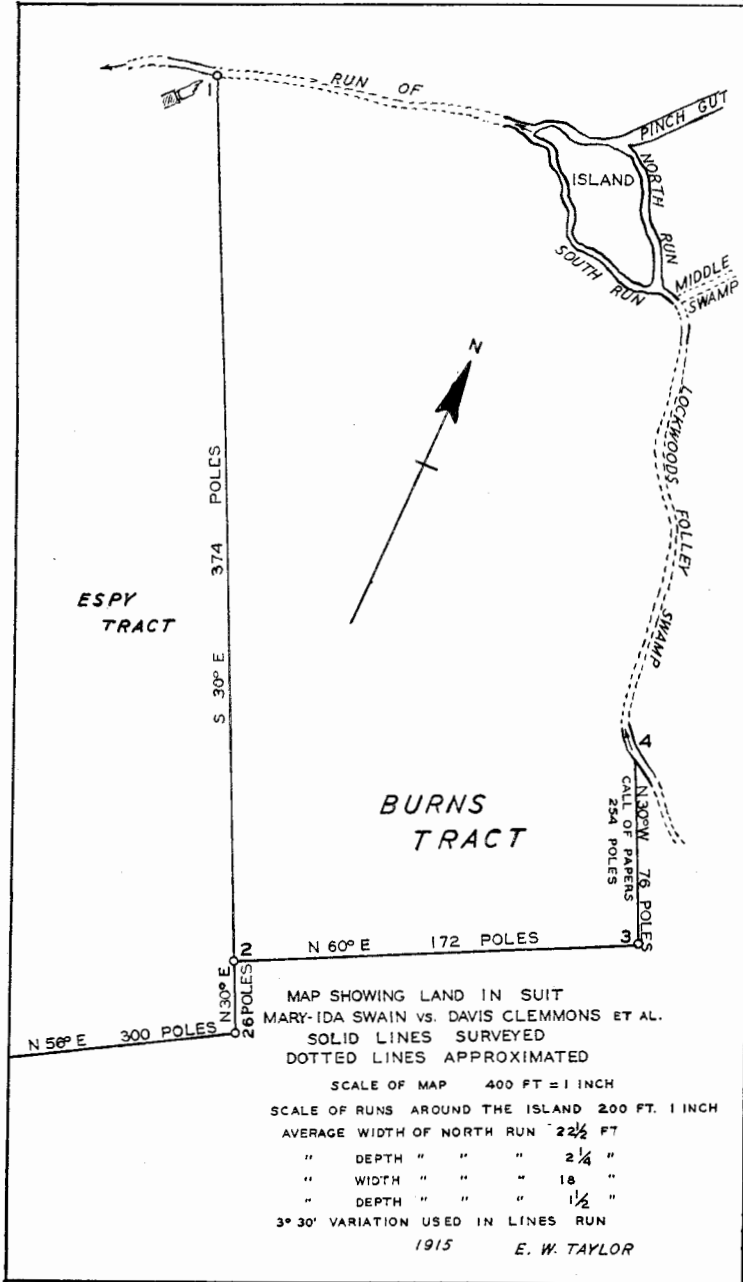 RUN OF
1
PINCH GUT
ISLAND
NORTH RUN
SOUTH RUN
MIDDLE
SWAMP
N
LOCKWOODS FOLLEY SWAMP
S 30° E 374 POLES
ESPY
TRACT
4
BURNS
TRACT
N 30° W 76 POLES
CALL OF PAPERS
254 POLES
2
N 60° E 172 POLES
3
N 30° E
26 POLES
N 56° E 300 POLES
MAP SHOWING LAND IN SUIT
MARY-IDA SWAIN VS. DAVIS CLEMMONS ET AL.
SOLID LINES SURVEYED
DOTTED LINES APPROXIMATED
SCALE OF MAP 400 FT = 1 INCH
SCALE OF RUNS AROUND THE ISLAND 200 FT. 1 INCH
AVERAGE WIDTH OF NORTH RUN 22½ FT
" DEPTH " " " 2¼ "
" WIDTH " " " 18 "
" DEPTH " " " 1½ "
3° 30' VARIATION USED IN LINES RUN
1915 E. W. TAYLOR